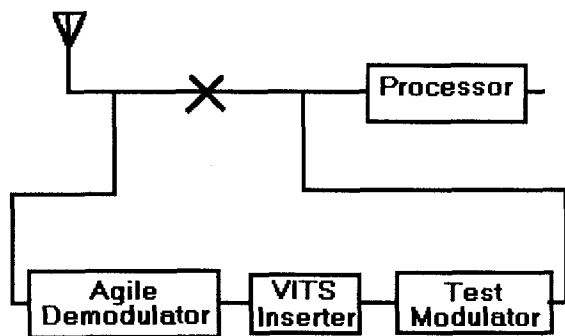 Processor
Agile
Demodulator
VITS
Inserter
Test
Modulator